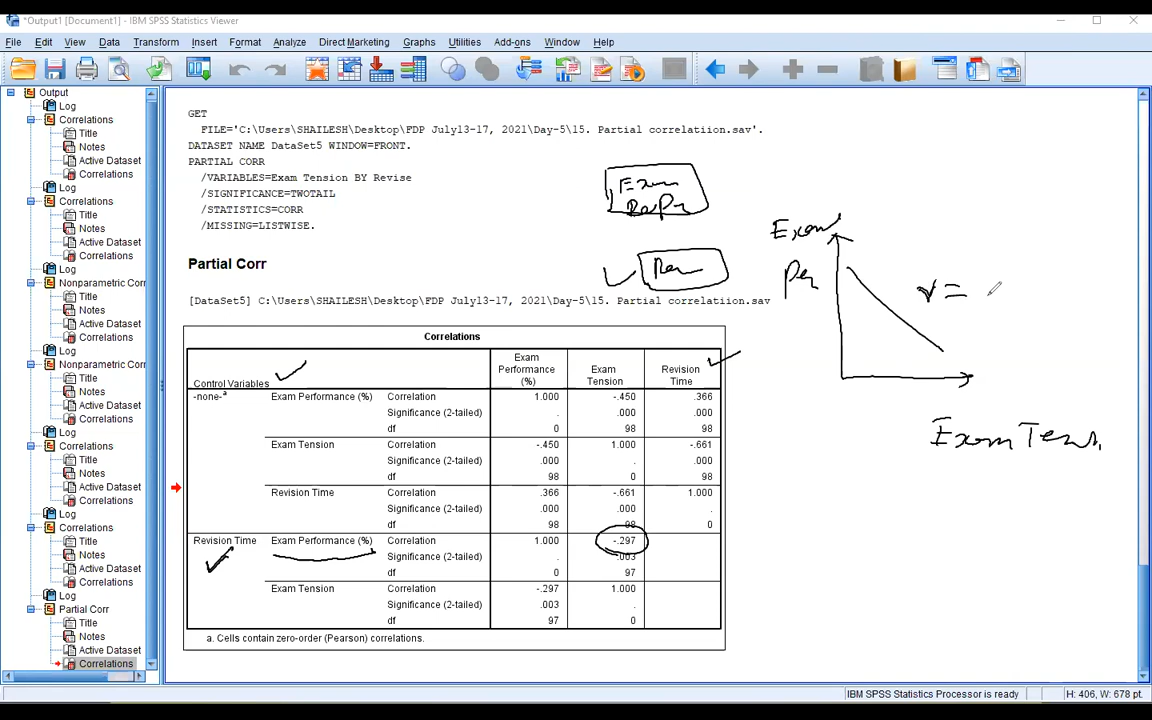 *Output1 [Document1] - IBM SPSS Statistics Viewer
File Edit View Data Transform Insert Format Analyze Direct Marketing Graphs Utilities Add-ons Window Help
Output
Log
Correlations
Title
Notes
Active Dataset
Correlations
Log
Correlations
Title
Notes
Active Dataset
Correlations
Log
Nonparametric Corr
Title
Notes
Active Dataset
Correlations
Log
Nonparametric Corr
Title
Notes
Active Dataset
Correlations
Log
Correlations
Title
Notes
Active Dataset
Correlations
Log
Correlations
Title
Notes
Active Dataset
Correlations
Log
Partial Corr
Title
Notes
Active Dataset
Correlations
GET
FILE='C:\Users\SHAILESH\Desktop\FDP July13-17, 2021\Day-5\15. Partial correlatiion.sav'.
DATASET NAME DataSet5 WINDOW=FRONT.
PARTIAL CORR
/VARIABLES=Exam Tension BY Revise
/SIGNIFICANCE=TWOTAIL
/STATISTICS=CORR
/MISSING=LISTWISE.
Exam
Exam
Per
r =
Exam Tens
Partial Corr
[DataSet5] C:\Users\SHAILESH\Desktop\FDP July13-17, 2021\Day-5\15. Partial correlatiion.sav
Correlations
Control Variables Exam Performance (%) Exam Tension Revision Time
-none-a Exam Performance (%) Correlation 1.000 -.450 .366
Significance (2-tailed) . .000 .000
df 0 98 98
Exam Tension Correlation -.450 1.000 -.661
Significance (2-tailed) .000 . .000
df 98 0 98
Revision Time Correlation .366 -.661 1.000
Significance (2-tailed) .000 .000 .
df 98 98 0
Revision Time Exam Performance (%) Correlation 1.000 -.297
Significance (2-tailed) . .003
df 0 97
Exam Tension Correlation -.297 1.000
Significance (2-tailed) .003 .
df 97 0
a. Cells contain zero-order (Pearson) correlations.
IBM SPSS Statistics Processor is ready H: 406, W: 678 pt.